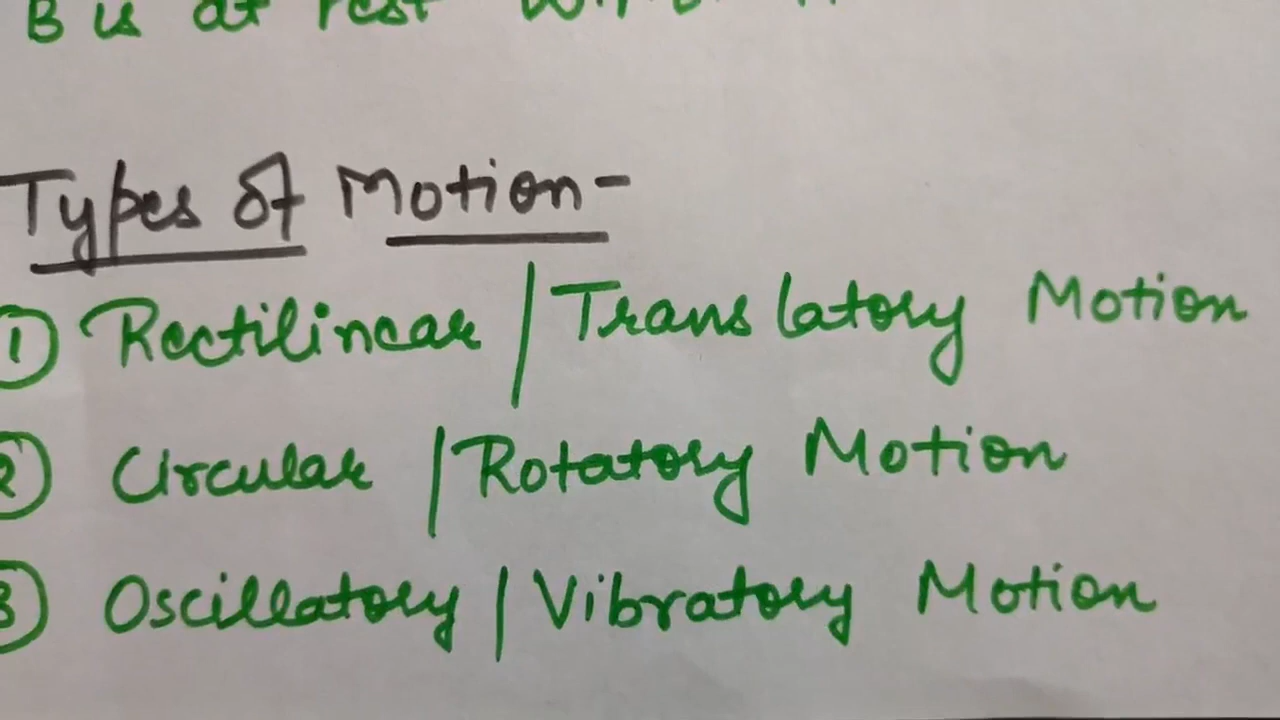 B is at rest
Types of Motion-
① Rectilinear / Translatory Motion
② Circular / Rotatory Motion
③ Oscillatory / Vibratory Motion